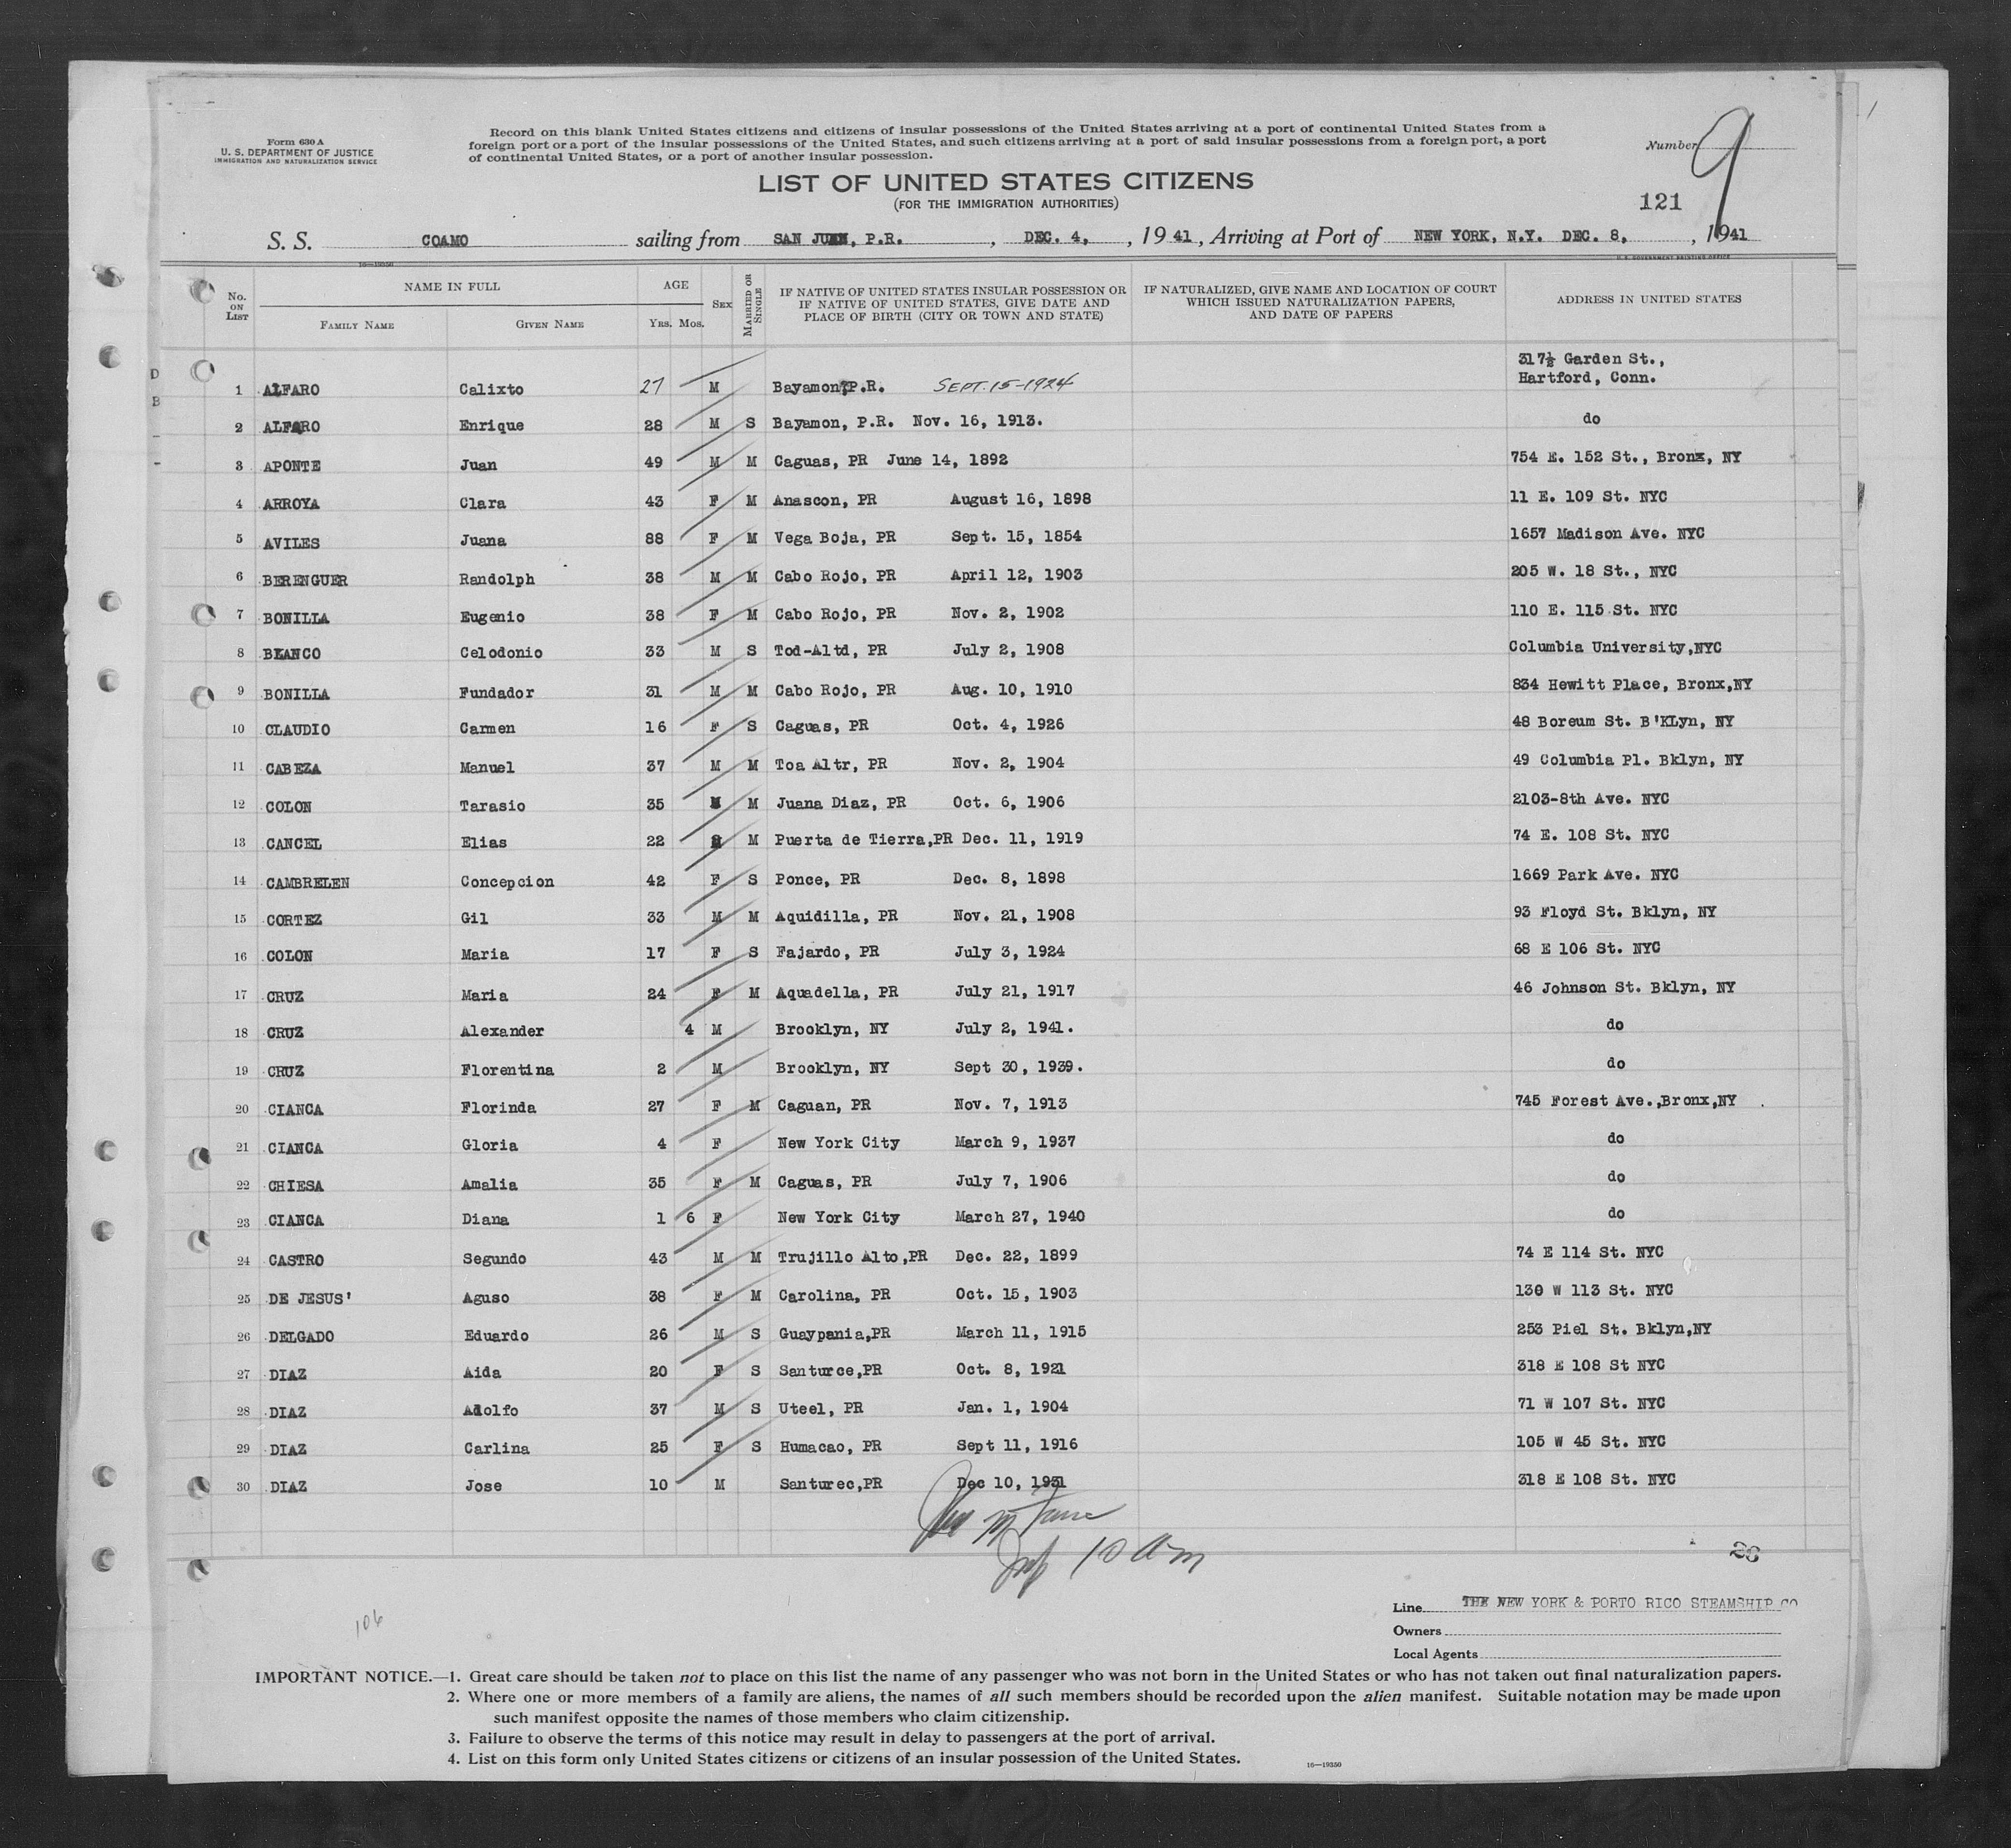 Form 630 A
U. S. DEPARTMENT OF JUSTICE
IMMIGRATION AND NATURALIZATION SERVICE
Record on this blank United States citizens and citizens of insular possessions of the United States arriving at a port of continental United States from a
foreign port or a port of the insular possessions of the United States, and such citizens arriving at a port of said insular possessions from a foreign port, a port
of continental United States, or a port of another insular possession.
Number 9
LIST OF UNITED STATES CITIZENS
(FOR THE IMMIGRATION AUTHORITIES)
121
S. S. COAMO sailing from SAN JUAN, P.R., DEC. 4, , 1941, Arriving at Port of NEW YORK, N.Y. DEC. 8, , 1941
16—19350
U. S. GOVERNMENT PRINTING OFFICE
No. ON LIST
NAME IN FULL
FAMILY NAME GIVEN NAME
AGE
YRS. MOS.
SEX
MARRIED OR SINGLE
IF NATIVE OF UNITED STATES INSULAR POSSESSION OR
IF NATIVE OF UNITED STATES, GIVE DATE AND
PLACE OF BIRTH (CITY OR TOWN AND STATE)
IF NATURALIZED, GIVE NAME AND LOCATION OF COURT
WHICH ISSUED NATURALIZATION PAPERS,
AND DATE OF PAPERS
ADDRESS IN UNITED STATES
317½ Garden St.,
1 ALFARO Calixto 27 M Bayamon, P.R. SEPT. 15-1924 Hartford, Conn.
2 ALFARO Enrique 28 M S Bayamon, P.R. Nov. 16, 1913. do
3 APONTE Juan 49 M M Caguas, PR June 14, 1892 754 E. 152 St., Bronx, NY
4 ARROYA Clara 43 F M Anascon, PR August 16, 1898 11 E. 109 St. NYC
5 AVILES Juana 88 F M Vega Boja, PR Sept. 15, 1854 1657 Madison Ave. NYC
6 BERENGUER Randolph 38 M M Cabo Rojo, PR April 12, 1903 205 W. 18 St., NYC
7 BONILLA Eugenio 38 F M Cabo Rojo, PR Nov. 2, 1902 110 E. 115 St. NYC
8 BLANCO Celodonio 33 M S Tod-Altd, PR July 2, 1908 Columbia University,NYC
9 BONILLA Fundador 31 M M Cabo Rojo, PR Aug. 10, 1910 834 Hewitt Place, Bronx,NY
10 CLAUDIO Carmen 16 F S Caguas, PR Oct. 4, 1926 48 Boreum St. B'KLyn, NY
11 CABEZA Manuel 37 M M Toa Altr, PR Nov. 2, 1904 49 Columbia Pl. Bklyn, NY
12 COLON Tarasio 35 M M Juana Diaz, PR Oct. 6, 1906 2103-8th Ave. NYC
13 CANCEL Elias 22 M Puerta de Tierra,PR Dec. 11, 1919 74 E. 108 St. NYC
14 CAMBRELEN Concepcion 42 F S Ponce, PR Dec. 8, 1898 1669 Park Ave. NYC
15 CORTEZ Gil 33 M M Aquidilla, PR Nov. 21, 1908 93 Floyd St. Bklyn, NY
16 COLON Maria 17 F S Fajardo, PR July 3, 1924 68 E 106 St. NYC
17 CRUZ Maria 24 F M Aquadella, PR July 21, 1917 46 Johnson St. Bklyn, NY
18 CRUZ Alexander 4 M Brooklyn, NY July 2, 1941. do
19 CRUZ Florentina 2 M Brooklyn, NY Sept 30, 1939. do
20 CIANCA Florinda 27 F M Caguan, PR Nov. 7, 1913 745 Forest Ave.,Bronx,NY
21 CIANCA Gloria 4 F New York City March 9, 1937 do
22 CHIESA Amalia 35 F M Caguas, PR July 7, 1906 do
23 CIANCA Diana 1 6 F New York City March 27, 1940 do
24 CASTRO Segundo 43 M M Trujillo Alto,PR Dec. 22, 1899 74 E 114 St. NYC
25 DE JESUS' Aguso 38 F M Carolina, PR Oct. 15, 1903 130 W 113 St. NYC
26 DELGADO Eduardo 26 M S Guaypania,PR March 11, 1915 253 Piel St. Bklyn,NY
27 DIAZ Aida 20 F S Santurce,PR Oct. 8, 1921 318 E 108 St NYC
28 DIAZ Adolfo 37 M S Uteel, PR Jan. 1, 1904 71 W 107 St. NYC
29 DIAZ Carlina 25 F S Humacao, PR Sept 11, 1916 105 W 45 St. NYC
30 DIAZ Jose 10 M Santurec,PR Dec 10, 1931 318 E 108 St. NYC
10 am
106
Line THE NEW YORK & PORTO RICO STEAMSHIP CO
Owners
Local Agents
IMPORTANT NOTICE.—1. Great care should be taken not to place on this list the name of any passenger who was not born in the United States or who has not taken out final naturalization papers.
2. Where one or more members of a family are aliens, the names of all such members should be recorded upon the alien manifest. Suitable notation may be made upon
such manifest opposite the names of those members who claim citizenship.
3. Failure to observe the terms of this notice may result in delay to passengers at the port of arrival.
4. List on this form only United States citizens or citizens of an insular possession of the United States.
16—19350